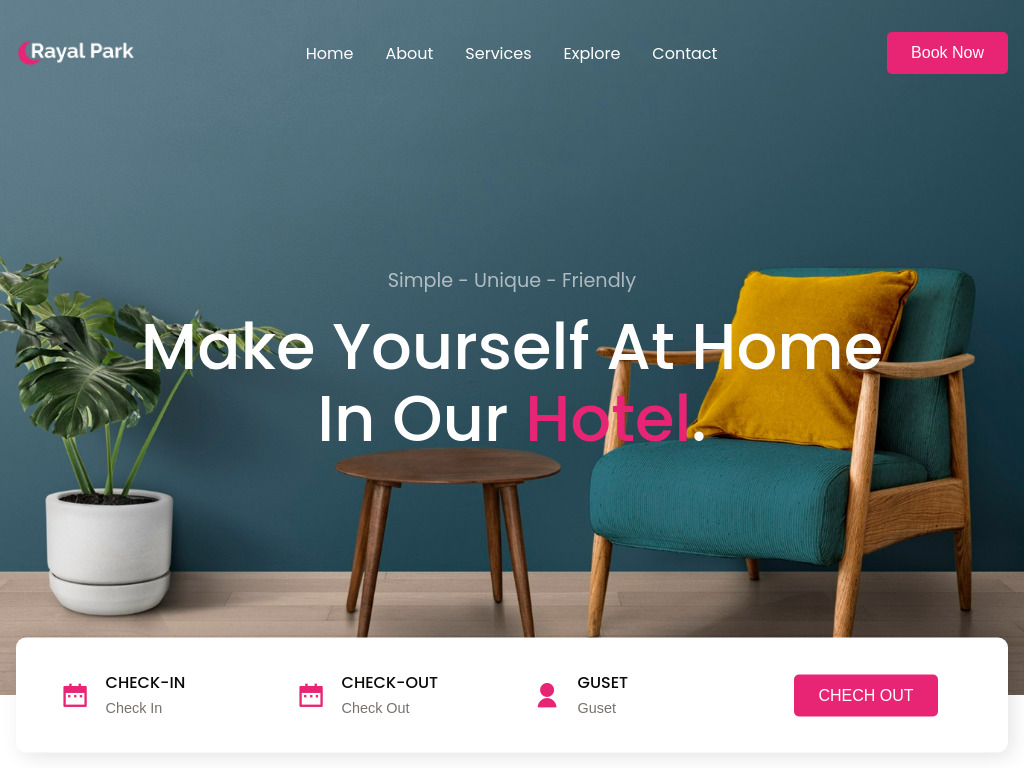 Rayal Park
Home About Services Explore Contact
Book Now
Simple - Unique - Friendly
Make Yourself At Home
In Our Hotel.
CHECK-IN
Check In
CHECK-OUT
Check Out
GUSET
Guset
CHECH OUT